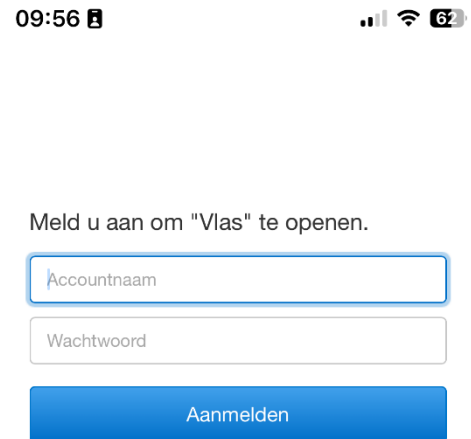 09:56
62
Meld u aan om "Vlas" te openen.
Accountnaam
Wachtwoord
Aanmelden